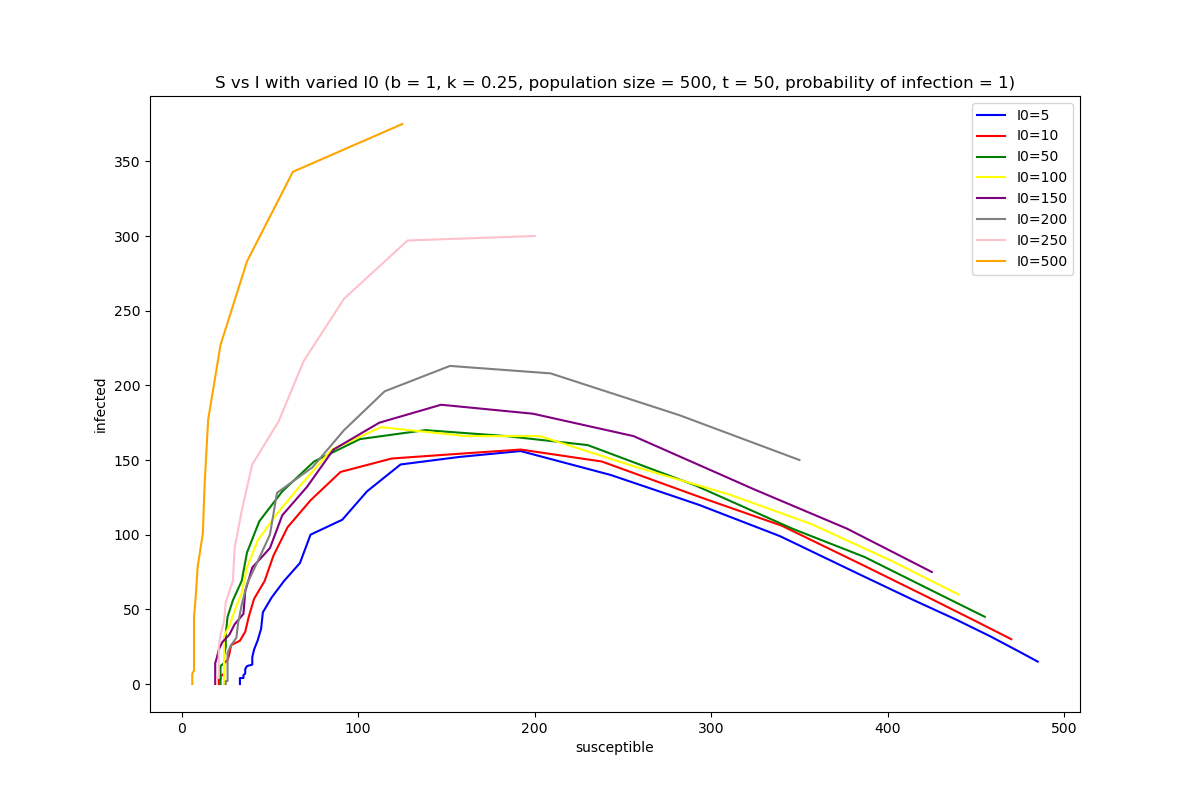 S vs I with varied I0 (b = 1, k = 0.25, population size = 500, t = 50, probability of infection = 1)
I0=5
I0=10
I0=50
I0=100
I0=150
I0=200
I0=250
I0=500
350
300
250
200
150
100
50
0
infected
0 100 200 300 400 500
susceptible